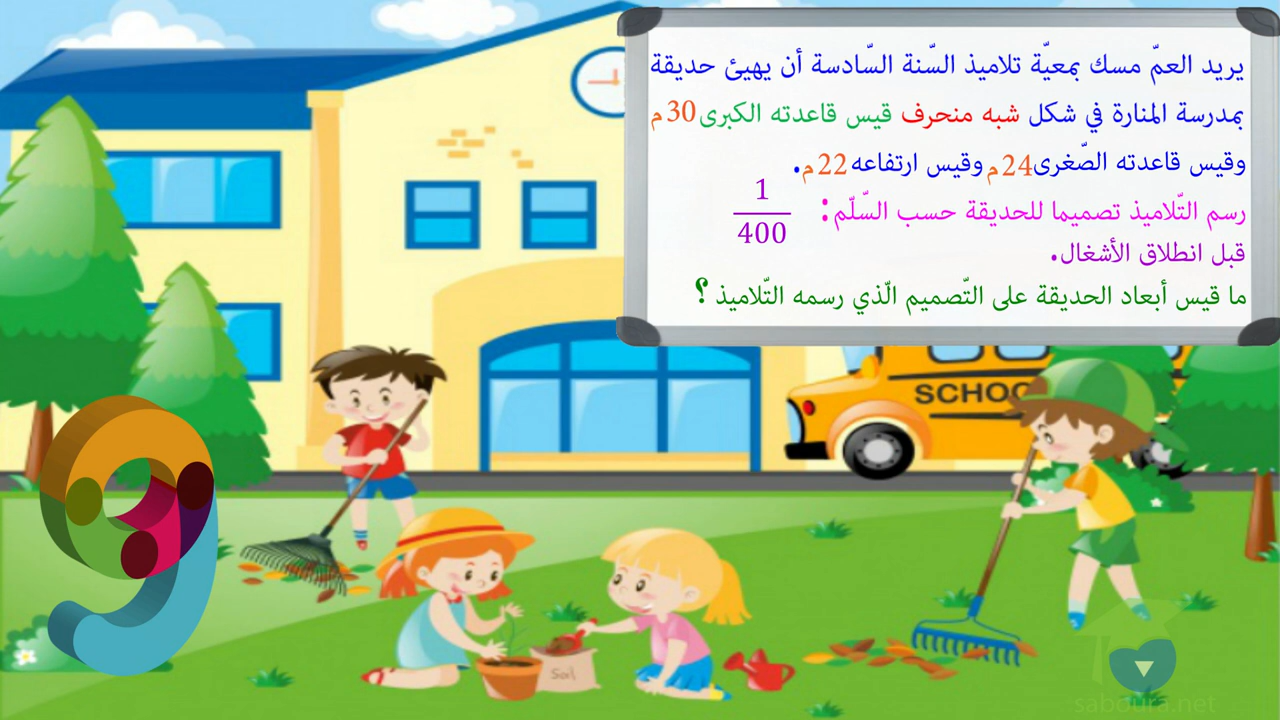 يريد العمّ مسك بمعيّة تلاميذ السّنة السّادسة أن يهيئ حديقة
بمدرسة المنارة في شكل شبه منحرف قيس قاعدته الكبرى 30 م
وقيس قاعدته الصّغرى 24 م وقيس ارتفاعه 22 م.
رسم التّلاميذ تصميما للحديقة حسب السّلّم: 1/400
قبل انطلاق الأشغال.
ما قيس أبعاد الحديقة على التّصميم الّذي رسمه التّلاميذ ؟
SCHOO
9
Soil
saboura.net